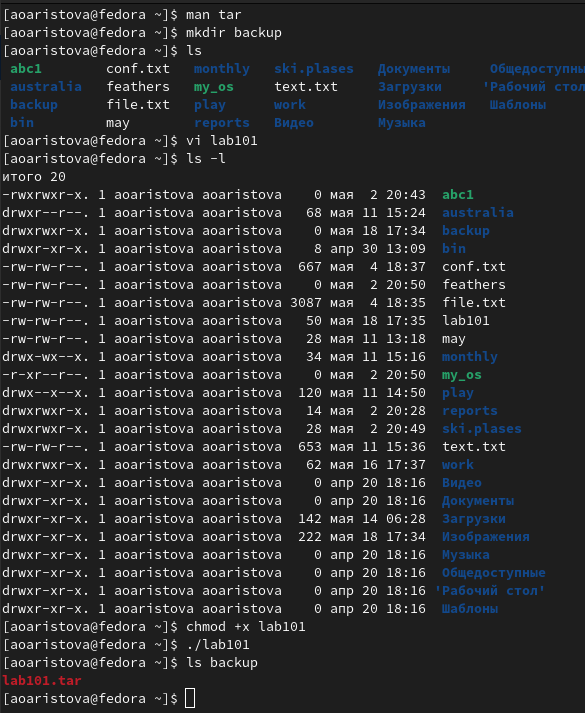 [aoaristova@fedora ~]$ man tar
[aoaristova@fedora ~]$ mkdir backup
[aoaristova@fedora ~]$ ls
abc1 conf.txt monthly ski.plases Документы Общедоступны
australia feathers my_os text.txt Загрузки 'Рабочий стол
backup file.txt play work Изображения Шаблоны
bin may reports Видео Музыка
[aoaristova@fedora ~]$ vi lab101
[aoaristova@fedora ~]$ ls -l
итого 20
-rwxrwxr-x. 1 aoaristova aoaristova 0 мая 2 20:43 abc1
drwxr--r--. 1 aoaristova aoaristova 68 мая 11 15:24 australia
drwxrwxr-x. 1 aoaristova aoaristova 0 мая 18 17:34 backup
drwxr-xr-x. 1 aoaristova aoaristova 8 апр 30 13:09 bin
-rw-rw-r--. 1 aoaristova aoaristova 667 мая 4 18:37 conf.txt
-rw-rw-r--. 1 aoaristova aoaristova 0 мая 2 20:50 feathers
-rw-rw-r--. 1 aoaristova aoaristova 3087 мая 4 18:35 file.txt
-rw-rw-r--. 1 aoaristova aoaristova 50 мая 18 17:35 lab101
-rw-rw-r--. 1 aoaristova aoaristova 28 мая 11 13:18 may
drwx-wx--x. 1 aoaristova aoaristova 34 мая 11 15:16 monthly
-r-xr--r--. 1 aoaristova aoaristova 0 мая 2 20:50 my_os
drwx--x--x. 1 aoaristova aoaristova 120 мая 11 14:50 play
drwxrwxr-x. 1 aoaristova aoaristova 14 мая 2 20:28 reports
drwxrwxr-x. 1 aoaristova aoaristova 28 мая 2 20:49 ski.plases
-rw-rw-r--. 1 aoaristova aoaristova 653 мая 11 15:36 text.txt
drwxrwxr-x. 1 aoaristova aoaristova 62 мая 16 17:37 work
drwxr-xr-x. 1 aoaristova aoaristova 0 апр 20 18:16 Видео
drwxr-xr-x. 1 aoaristova aoaristova 0 апр 20 18:16 Документы
drwxr-xr-x. 1 aoaristova aoaristova 142 мая 14 06:28 Загрузки
drwxr-xr-x. 1 aoaristova aoaristova 222 мая 18 17:34 Изображения
drwxr-xr-x. 1 aoaristova aoaristova 0 апр 20 18:16 Музыка
drwxr-xr-x. 1 aoaristova aoaristova 0 апр 20 18:16 Общедоступные
drwxr-xr-x. 1 aoaristova aoaristova 0 апр 20 18:16 'Рабочий стол'
drwxr-xr-x. 1 aoaristova aoaristova 0 апр 20 18:16 Шаблоны
[aoaristova@fedora ~]$ chmod +x lab101
[aoaristova@fedora ~]$ ./lab101
[aoaristova@fedora ~]$ ls backup
lab101.tar
[aoaristova@fedora ~]$